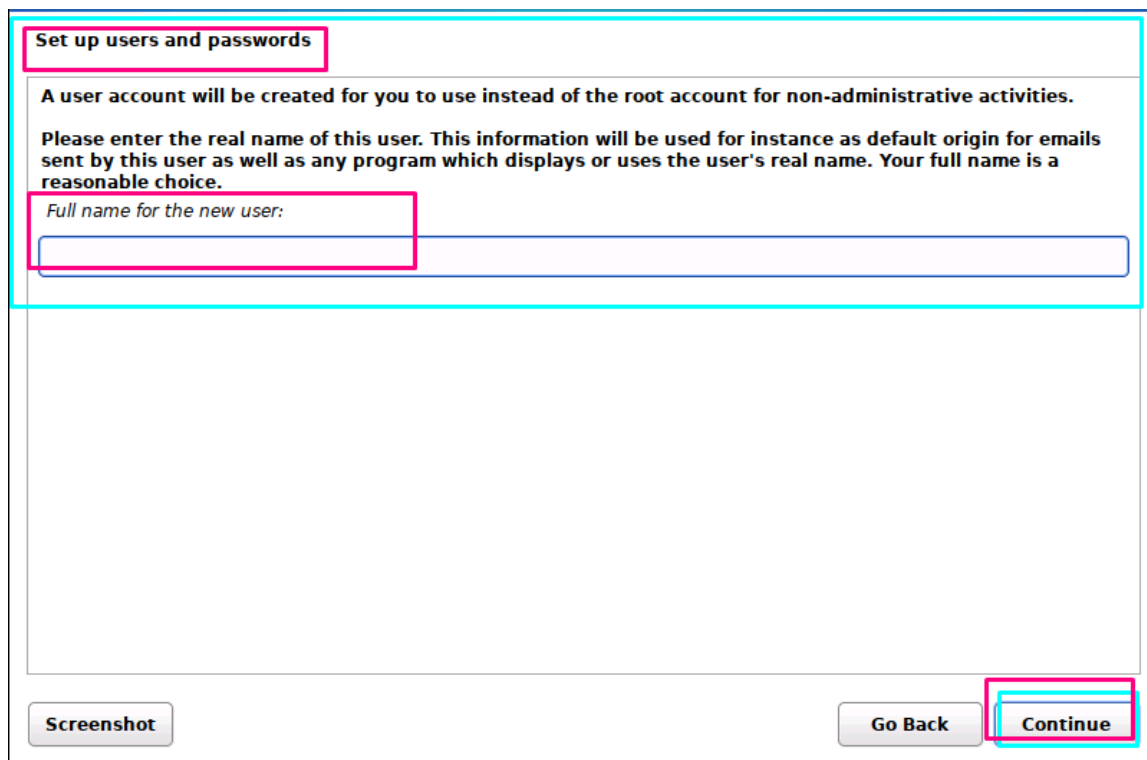 Set up users and passwords
A user account will be created for you to use instead of the root account for non-administrative activities.
Please enter the real name of this user. This information will be used for instance as default origin for emails
sent by this user as well as any program which displays or uses the user's real name. Your full name is a
reasonable choice.
Full name for the new user:
Screenshot
Go Back
Continue